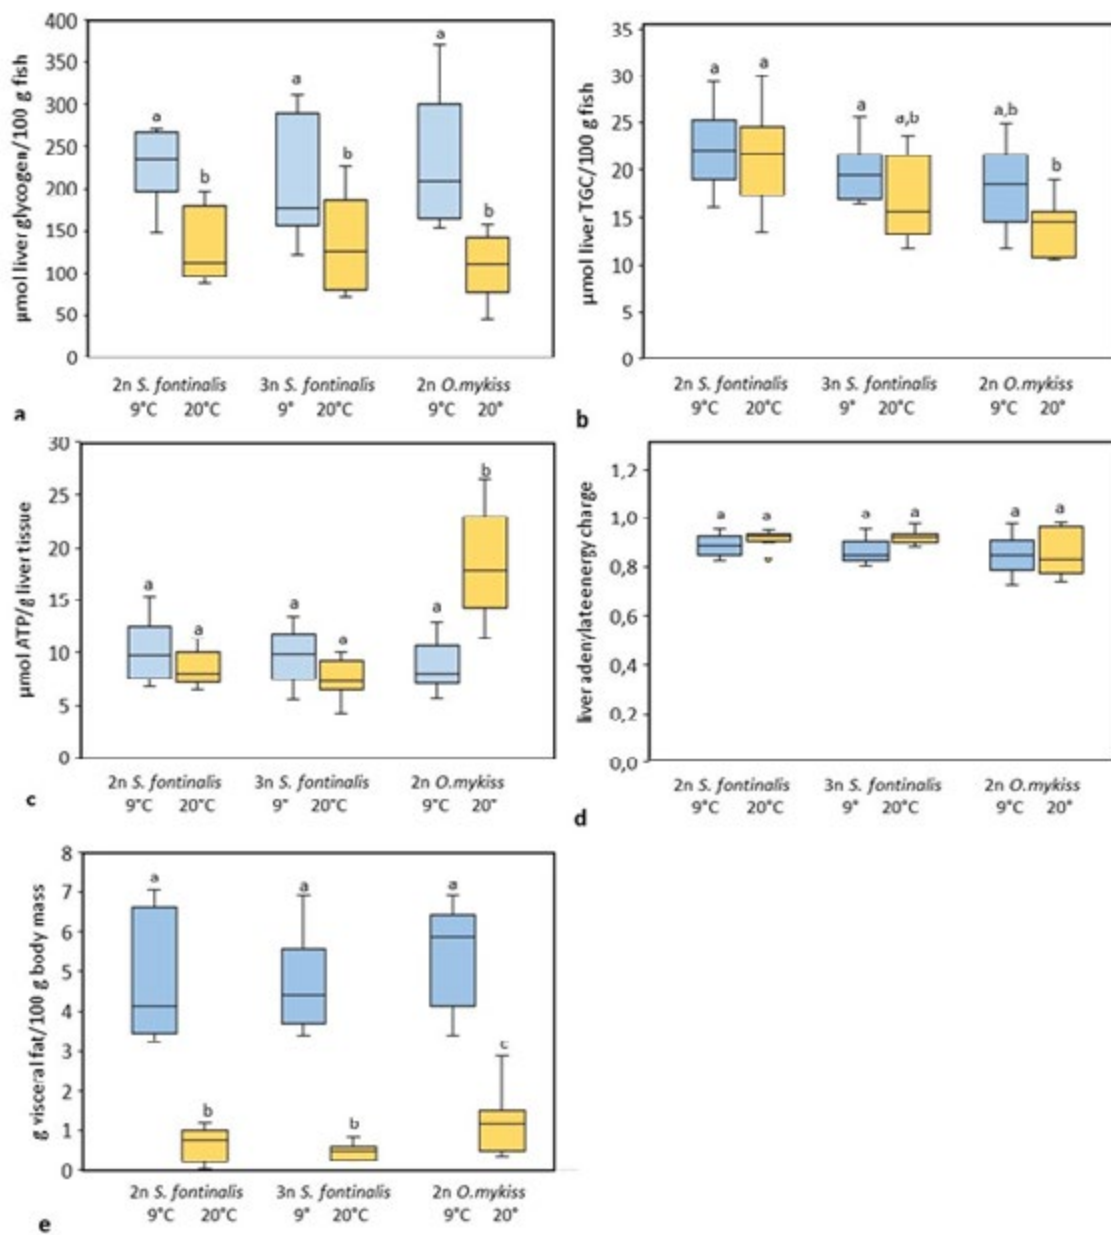 400
350
300
250
200
150
100
50
0
µmol liver glycogen/100 g fish
a
b
a
b
a
b
2n S. fontinalis 3n S. fontinalis 2n O.mykiss
9°C 20°C 9° 20°C 9°C 20°
a
35
30
25
20
15
10
5
0
µmol liver TGC/100 g fish
a
a
a
a,b
a,b
b
2n S. fontinalis 3n S. fontinalis 2n O.mykiss
9°C 20°C 9° 20°C 9°C 20°
b
30
25
20
15
10
5
0
µmol ATP/g liver tissue
a
a
a
a
a
b
2n S. fontinalis 3n S. fontinalis 2n O.mykiss
9°C 20°C 9° 20°C 9°C 20°
c
1,2
1,0
0,8
0,6
0,4
0,2
0,0
liver adenylate energy charge
a
a
a
a
a
a
2n S. fontinalis 3n S. fontinalis 2n O.mykiss
9°C 20°C 9° 20°C 9°C 20°
d
8
7
6
5
4
3
2
1
0
g visceral fat/100 g body mass
a
b
a
b
a
c
2n S. fontinalis 3n S. fontinalis 2n O.mykiss
9°C 20°C 9° 20°C 9°C 20°
e